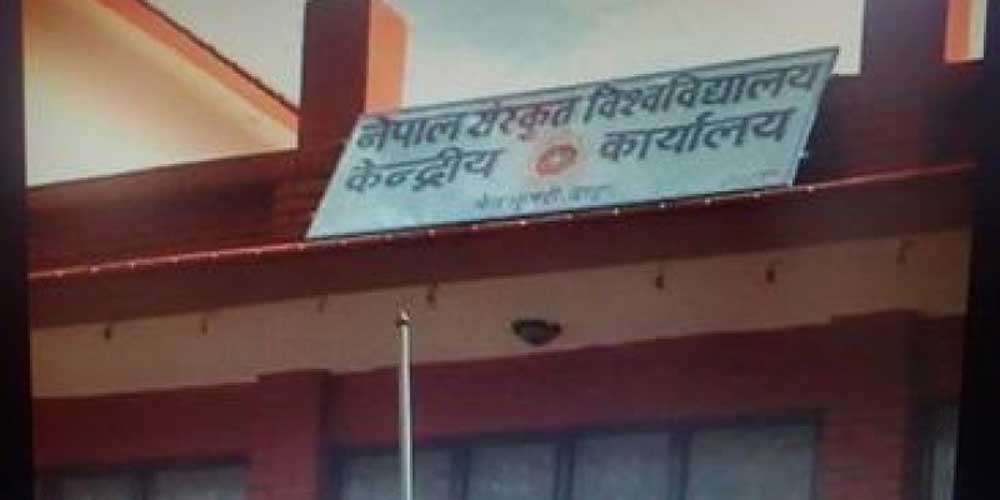 नेपाल संस्कृत विश्वविद्यालय
केन्द्रीय कार्यालय